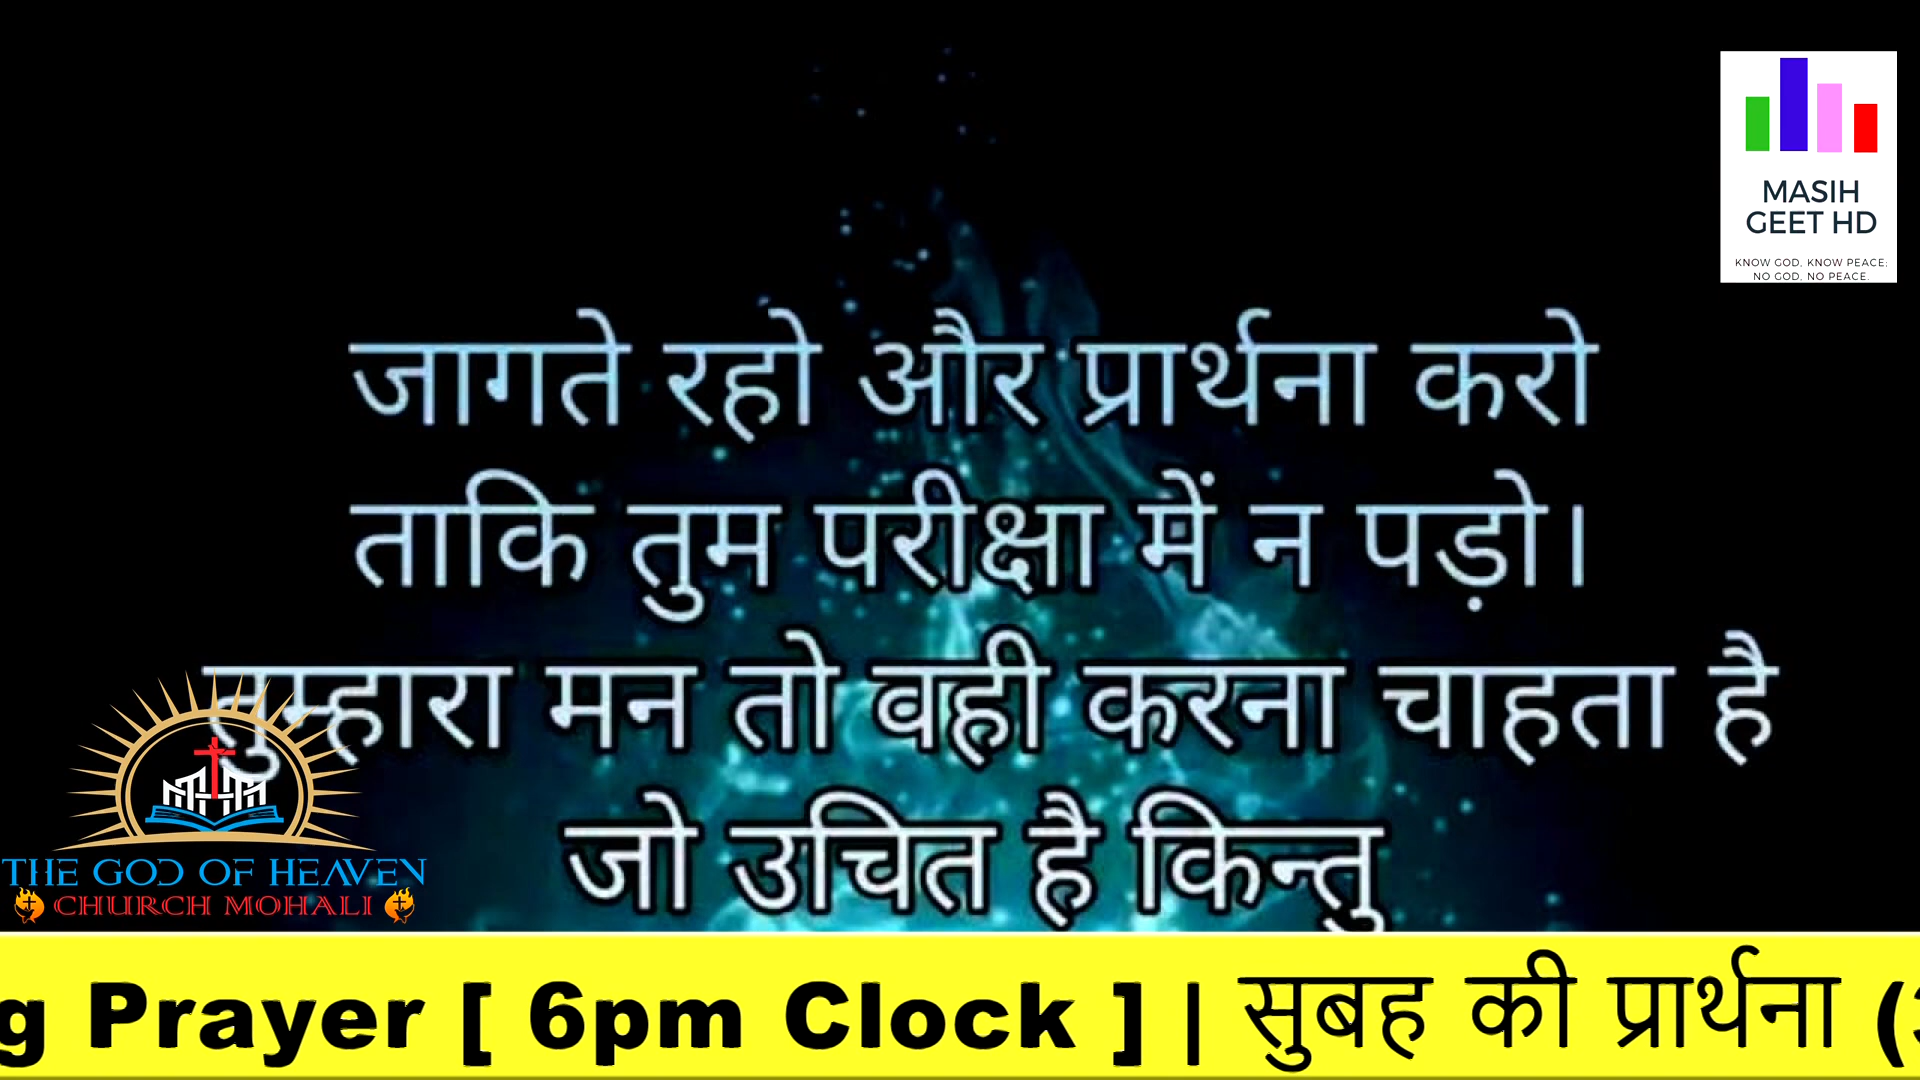 MASIH
GEET HD
KNOW GOD, KNOW PEACE;
NO GOD, NO PEACE.
जागते रहो और प्रार्थना करो
ताकि तुम परीक्षा में न पड़ो।
तुम्हारा मन तो वही करना चाहता है
जो उचित है किन्तु
THE GOD OF HEAVEN
CHURCH MOHALI
g Prayer [ 6pm Clock ] | सुबह की प्रार्थना (